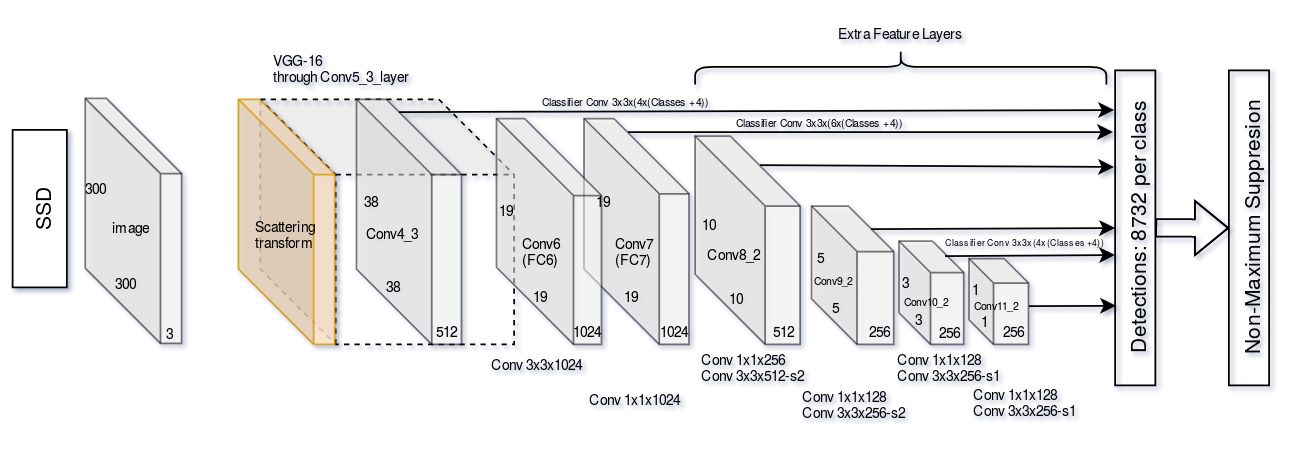 Extra Feature Layers
VGG-16
through Conv5_3_layer
Classifier Conv 3x3x(4x(Classes +4))
Classifier Conv 3x3x(6x(Classes +4))
SSD
300
image
300
3
Scattering
transform
38
Conv4_3
38
512
19
Conv6
(FC6)
19
1024
19
Conv7
(FC7)
19
1024
10
Conv8_2
10
512
5
Conv9_2
5
256
3
Conv10_2
3
256
Classifier Conv 3x3x(4x(Classes +4))
1
Conv11_2
1
256
Detections: 8732 per class
Non-Maximum Suppresion
Conv 3x3x1024
Conv 1x1x1024
Conv 1x1x256
Conv 3x3x512-s2
Conv 1x1x128
Conv 3x3x256-s2
Conv 1x1x128
Conv 3x3x256-s1
Conv 1x1x128
Conv 3x3x256-s1